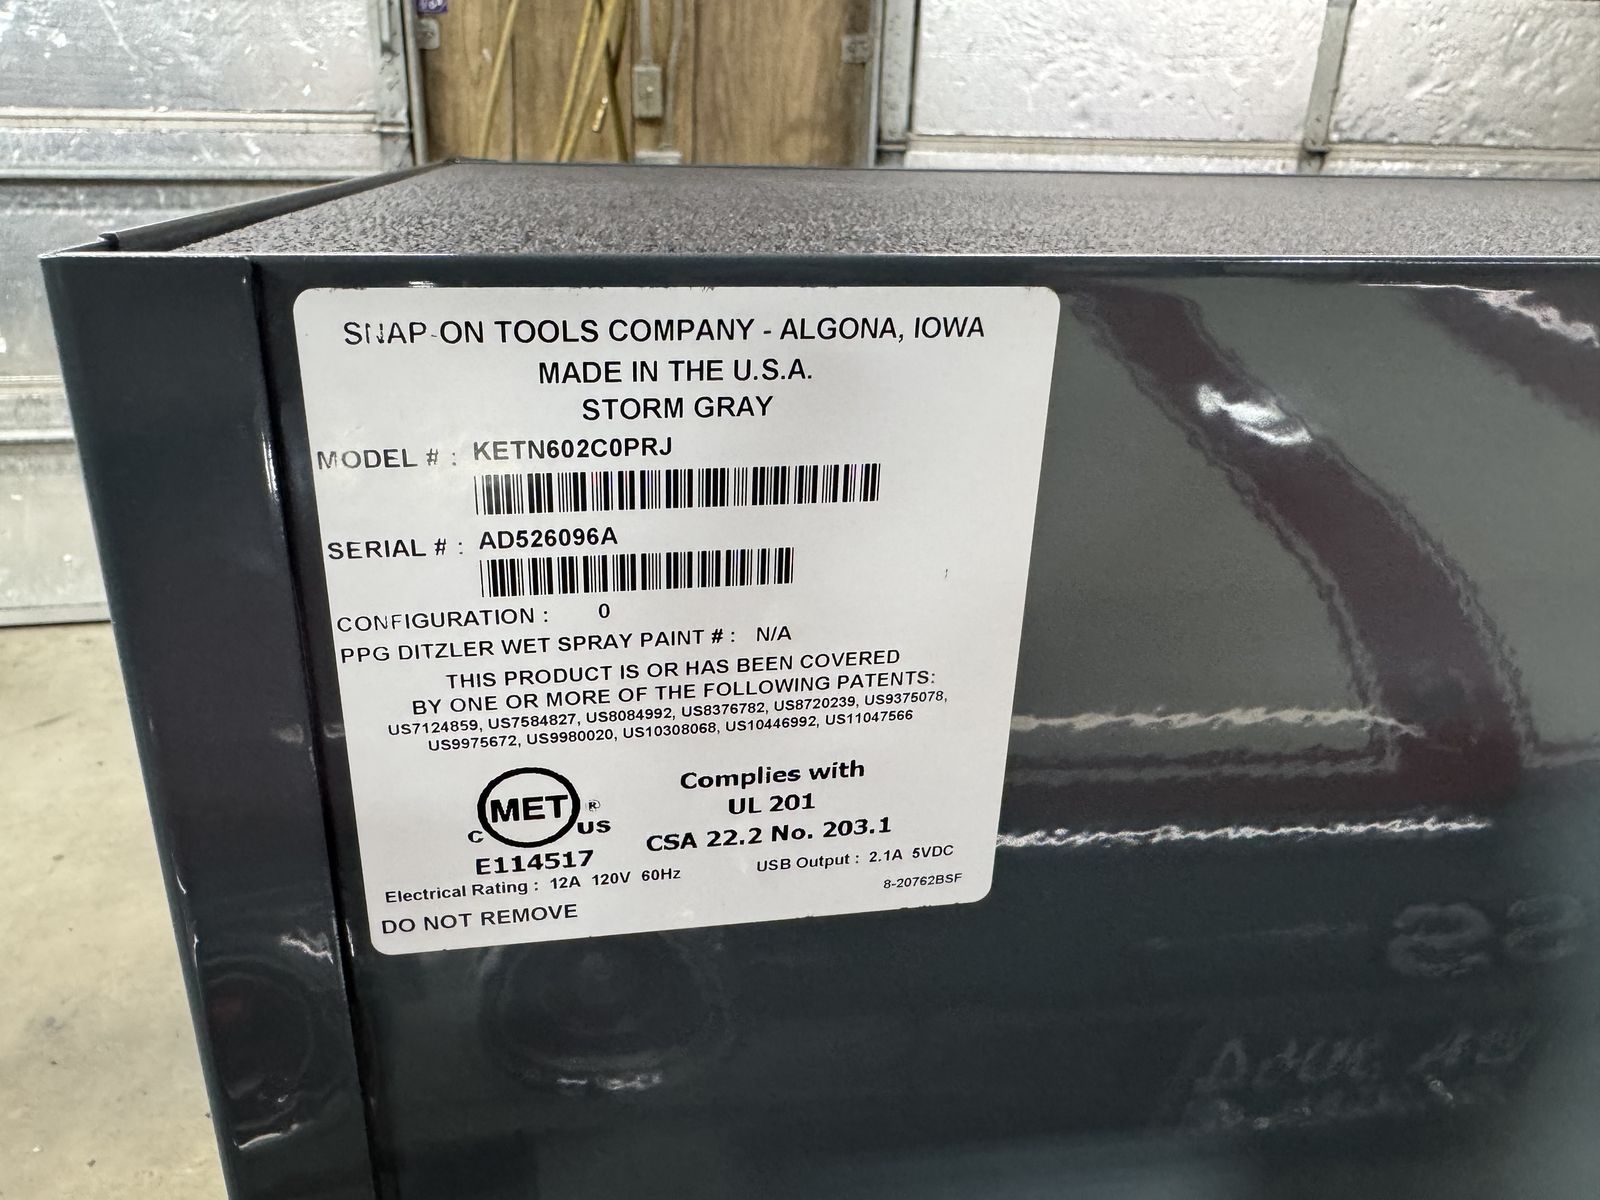 SNAP-ON TOOLS COMPANY - ALGONA, IOWA
MADE IN THE U.S.A.
STORM GRAY
MODEL # : KETN602C0PRJ
SERIAL # : AD526096A
CONFIGURATION : 0
PPG DITZLER WET SPRAY PAINT # : N/A
THIS PRODUCT IS OR HAS BEEN COVERED
BY ONE OR MORE OF THE FOLLOWING PATENTS:
US7124859, US7584827, US8084992, US8376782, US8720239, US9375078,
US9975672, US9980020, US10308068, US10446992, US11047566
C MET ® US
E114517
Complies with
UL 201
CSA 22.2 No. 203.1
Electrical Rating : 12A 120V 60Hz
USB Output : 2.1A 5VDC
8-20762BSF
DO NOT REMOVE